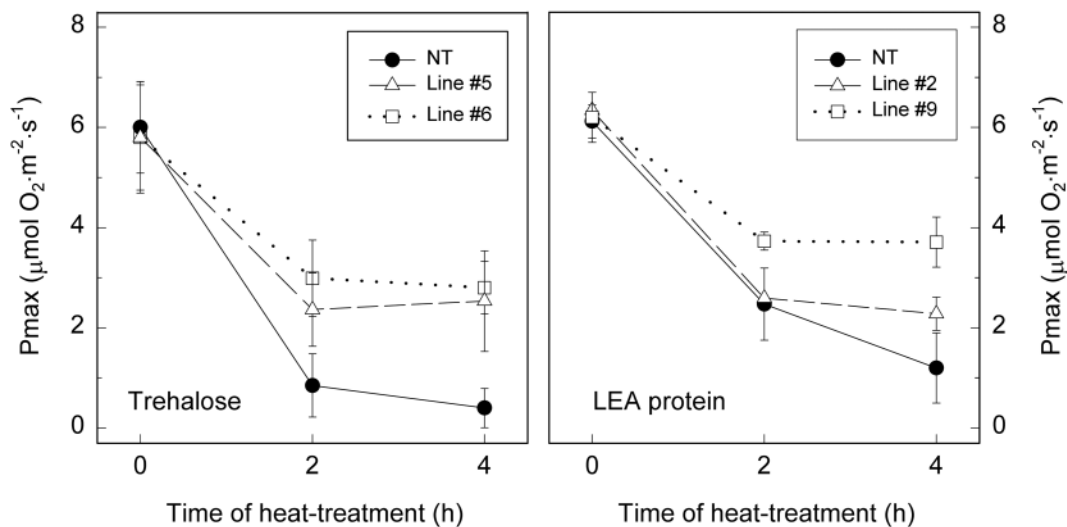 8
6
4
2
0
Pmax (μmol O₂·m⁻²·s⁻¹)
NT
Line #5
Line #6
Trehalose
0 2 4
Time of heat-treatment (h)
NT
Line #2
Line #9
LEA protein
0 2 4
Time of heat-treatment (h)
8
6
4
2
0
Pmax (μmol O₂·m⁻²·s⁻¹)